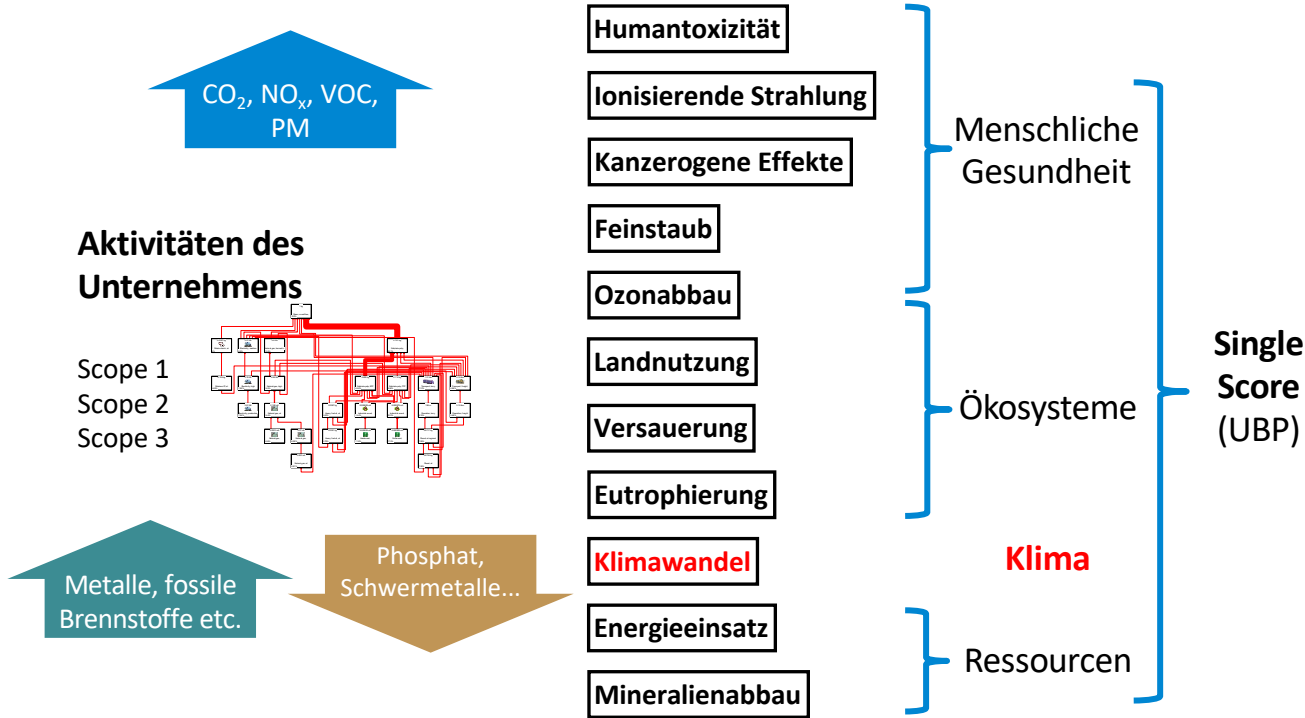 CO₂, NOₓ, VOC,
PM
Aktivitäten des
Unternehmens
Scope 1
Scope 2
Scope 3
Metalle, fossile
Brennstoffe etc.
Phosphat,
Schwermetalle...
Humantoxizität
Ionisierende Strahlung
Kanzerogene Effekte
Feinstaub
Ozonabbau
Landnutzung
Versauerung
Eutrophierung
Klimawandel
Energieeinsatz
Mineralienabbau
Menschliche
Gesundheit
Ökosysteme
Klima
Ressourcen
Single
Score
(UBP)